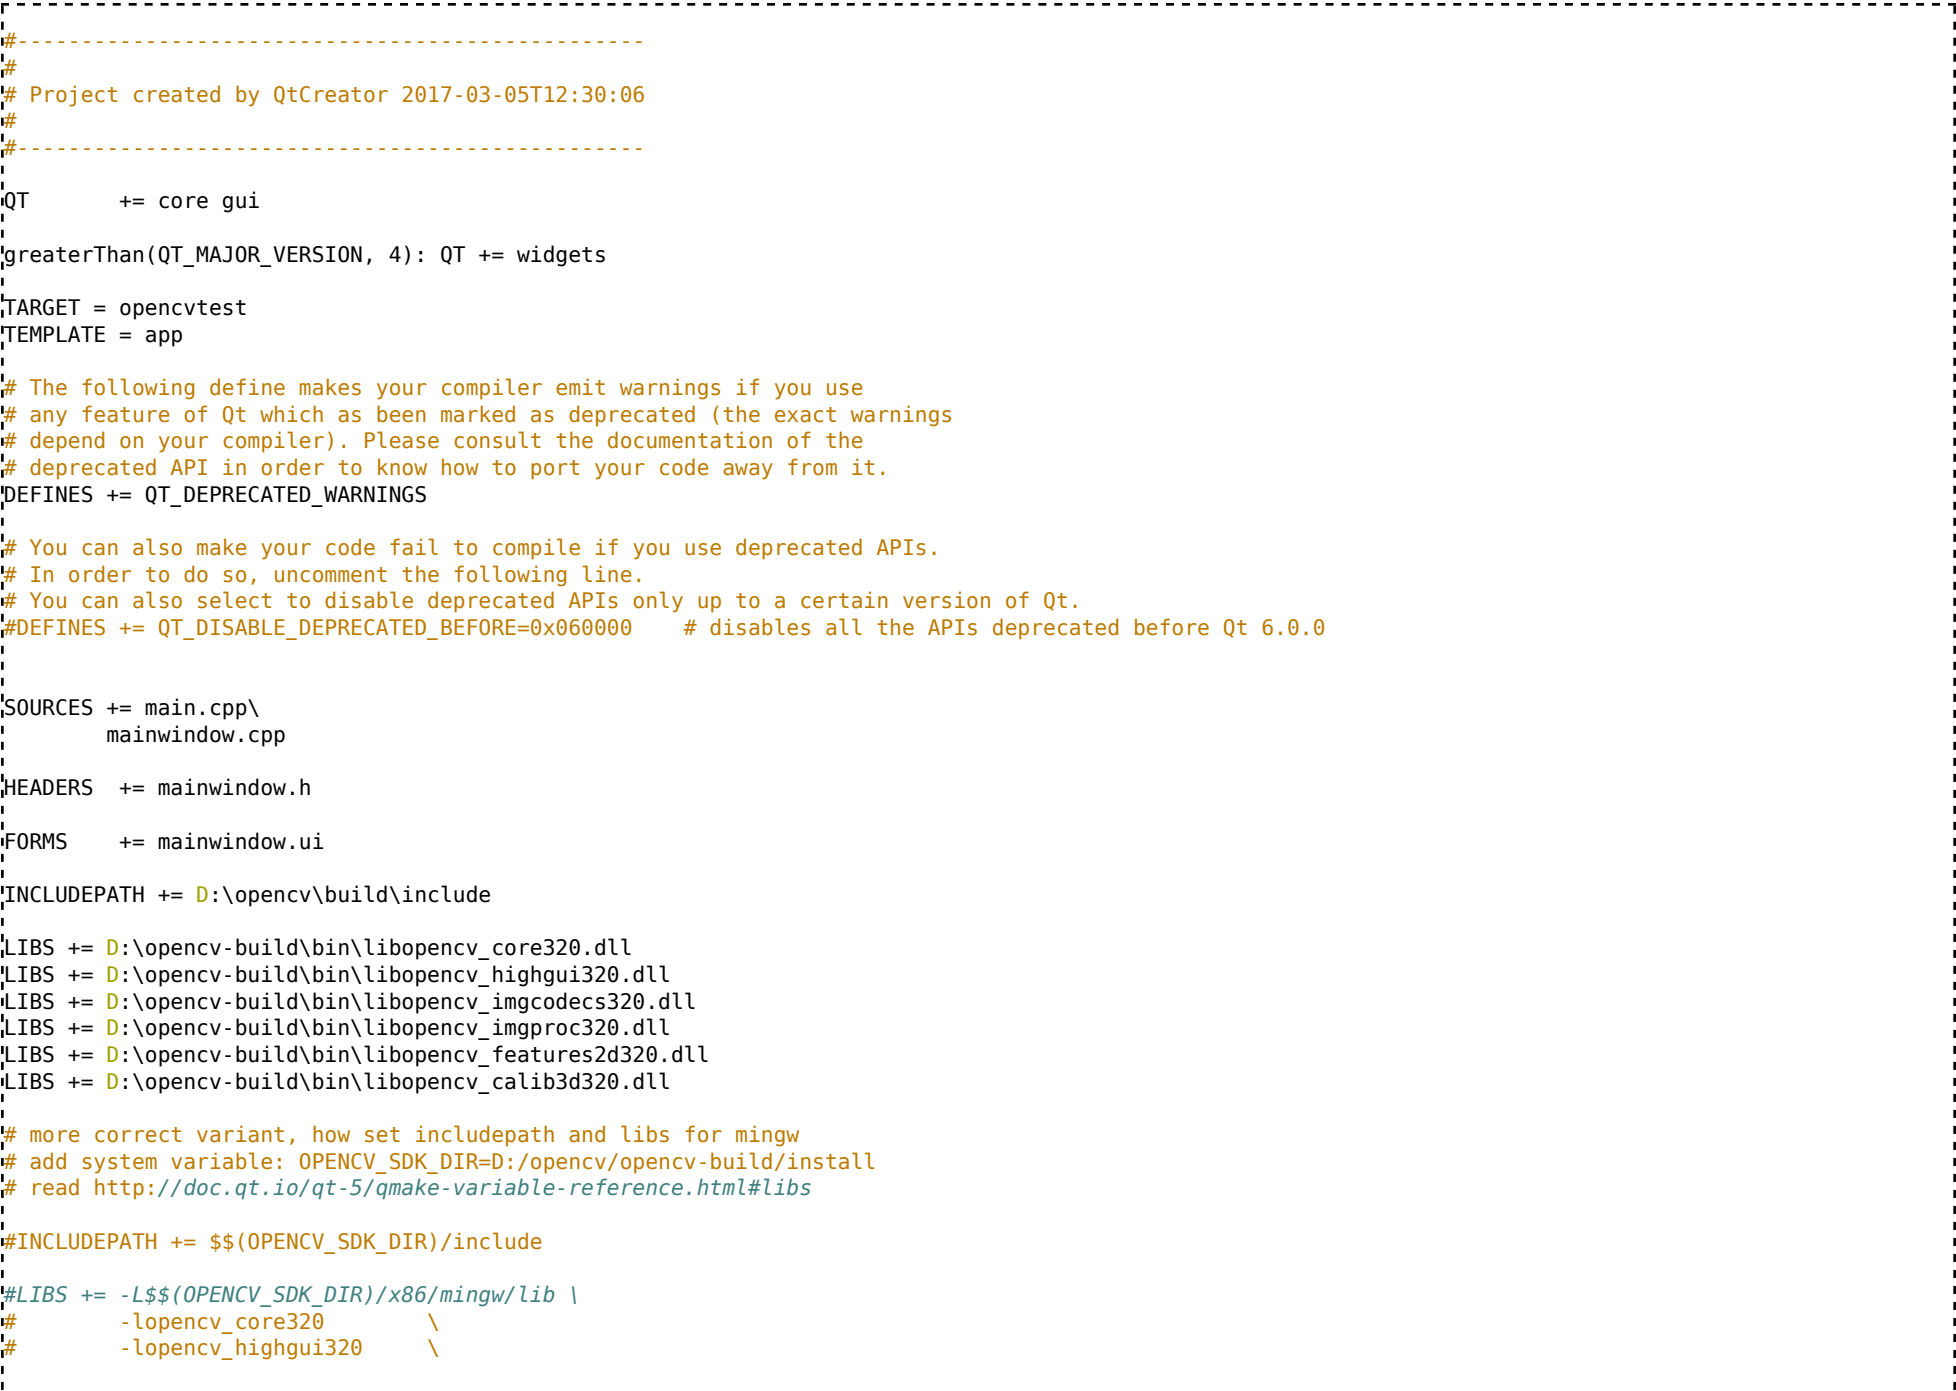 #-------------------------------------------------
#
# Project created by QtCreator 2017-03-05T12:30:06
#
#-------------------------------------------------
QT       += core gui
greaterThan(QT_MAJOR_VERSION, 4): QT += widgets
TARGET = opencvtest
TEMPLATE = app
# The following define makes your compiler emit warnings if you use
# any feature of Qt which as been marked as deprecated (the exact warnings
# depend on your compiler). Please consult the documentation of the
# deprecated API in order to know how to port your code away from it.
DEFINES += QT_DEPRECATED_WARNINGS
# You can also make your code fail to compile if you use deprecated APIs.
# In order to do so, uncomment the following line.
# You can also select to disable deprecated APIs only up to a certain version of Qt.
#DEFINES += QT_DISABLE_DEPRECATED_BEFORE=0x060000    # disables all the APIs deprecated before Qt 6.0.0
SOURCES += main.cpp\
        mainwindow.cpp
HEADERS  += mainwindow.h
FORMS    += mainwindow.ui
INCLUDEPATH += D:\opencv\build\include
LIBS += D:\opencv-build\bin\libopencv_core320.dll
LIBS += D:\opencv-build\bin\libopencv_highgui320.dll
LIBS += D:\opencv-build\bin\libopencv_imgcodecs320.dll
LIBS += D:\opencv-build\bin\libopencv_imgproc320.dll
LIBS += D:\opencv-build\bin\libopencv_features2d320.dll
LIBS += D:\opencv-build\bin\libopencv_calib3d320.dll
# more correct variant, how set includepath and libs for mingw
# add system variable: OPENCV_SDK_DIR=D:/opencv/opencv-build/install
# read http://doc.qt.io/qt-5/qmake-variable-reference.html#libs
#INCLUDEPATH += $$(OPENCV_SDK_DIR)/include
#LIBS += -L$$(OPENCV_SDK_DIR)/x86/mingw/lib \
#        -lopencv_core320        \
#        -lopencv_highgui320     \